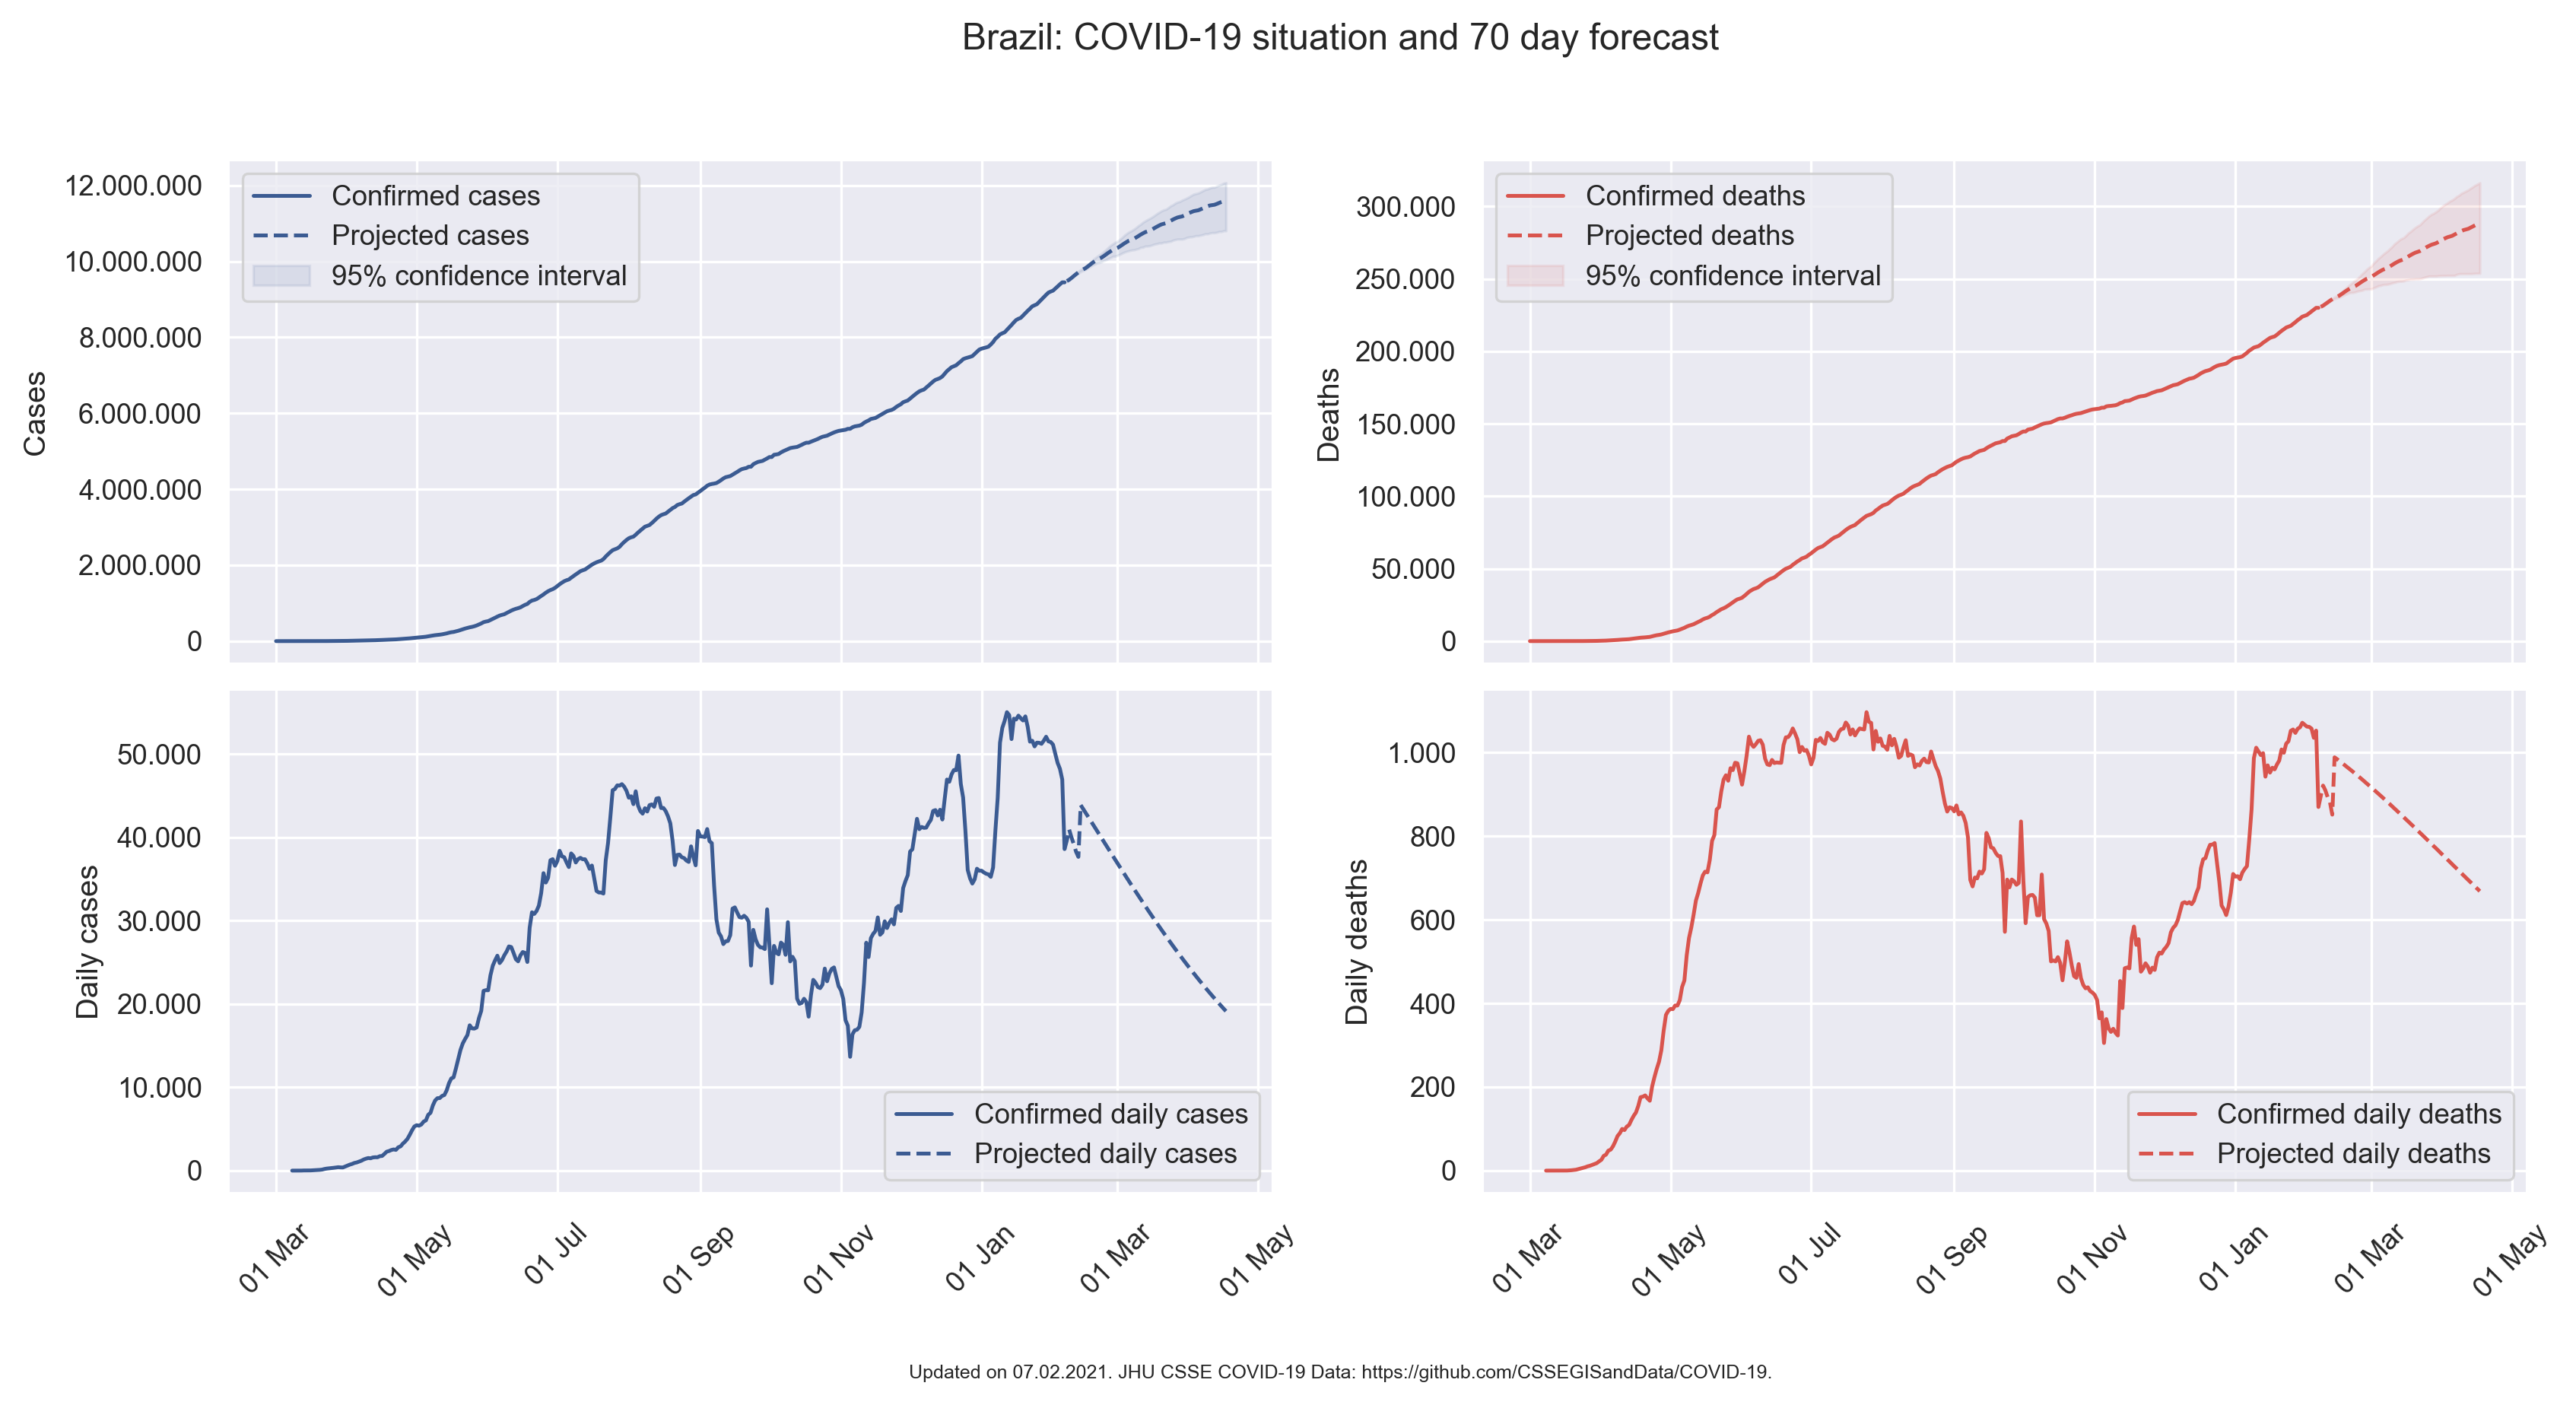 Brazil: COVID-19 situation and 70 day forecast
Cases
12.000.000
10.000.000
8.000.000
6.000.000
4.000.000
2.000.000
0
Confirmed cases
Projected cases
95% confidence interval
Deaths
300.000
250.000
200.000
150.000
100.000
50.000
0
Confirmed deaths
Projected deaths
95% confidence interval
Daily cases
50.000
40.000
30.000
20.000
10.000
0
Confirmed daily cases
Projected daily cases
01 Mar
01 May
01 Jul
01 Sep
01 Nov
01 Jan
01 Mar
01 May
Daily deaths
1.000
800
600
400
200
0
Confirmed daily deaths
Projected daily deaths
01 Mar
01 May
01 Jul
01 Sep
01 Nov
01 Jan
01 Mar
01 May
Updated on 07.02.2021. JHU CSSE COVID-19 Data: https://github.com/CSSEGISandData/COVID-19.